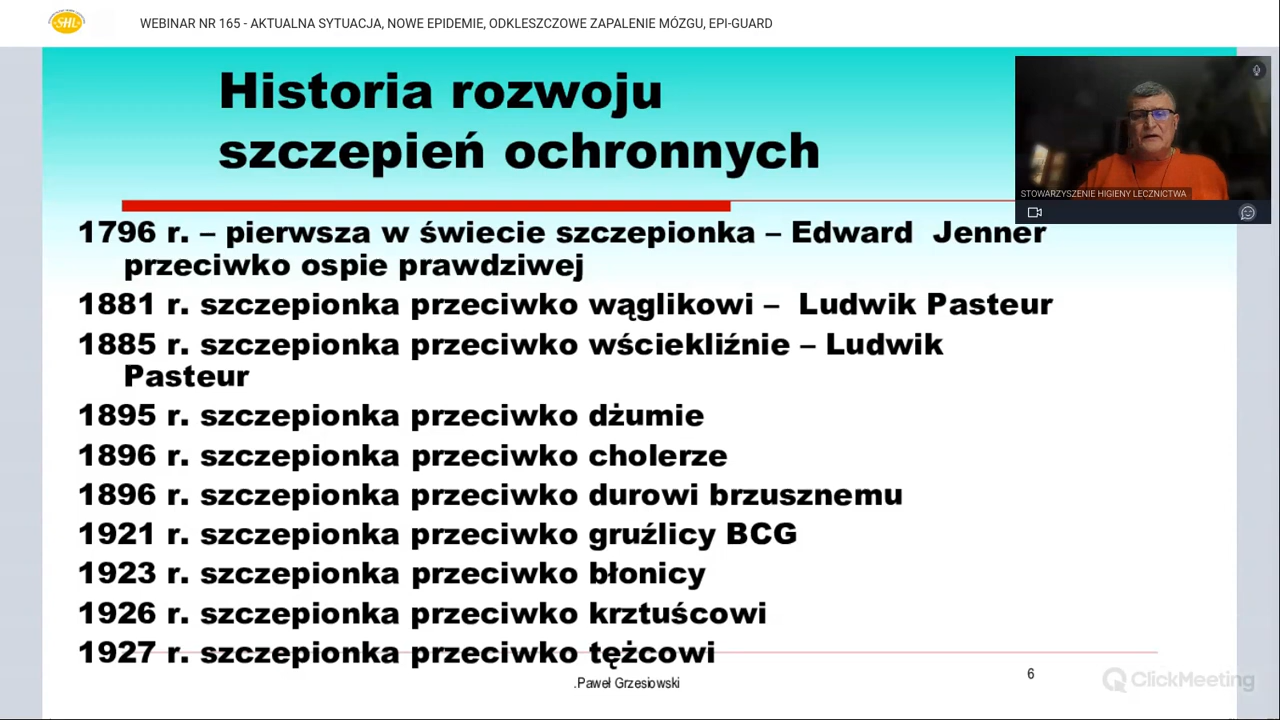 SHL
WEBINAR NR 165 - AKTUALNA SYTUACJA, NOWE EPIDEMIE, ODKLESZCZOWE ZAPALENIE MÓZGU, EPI-GUARD
Historia rozwoju
szczepień ochronnych
STOWARZYSZENIE HIGIENY LECZNICTWA
1796 r. – pierwsza w świecie szczepionka – Edward Jenner
przeciwko ospie prawdziwej
1881 r. szczepionka przeciwko wąglikowi – Ludwik Pasteur
1885 r. szczepionka przeciwko wściekliźnie – Ludwik
Pasteur
1895 r. szczepionka przeciwko dżumie
1896 r. szczepionka przeciwko cholerze
1896 r. szczepionka przeciwko durowi brzusznemu
1921 r. szczepionka przeciwko gruźlicy BCG
1923 r. szczepionka przeciwko błonicy
1926 r. szczepionka przeciwko krztuścowi
1927 r. szczepionka przeciwko tężcowi
.Paweł Grzesiowski
6
ClickMeeting